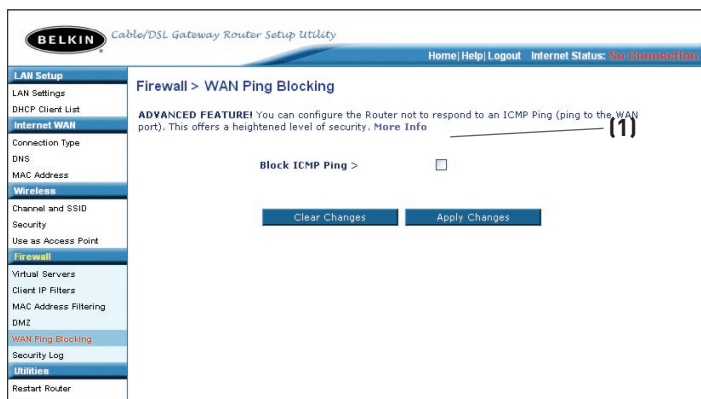 BELKIN
Cable/DSL Gateway Router Setup Utility
Home|Help|Logout Internet Status: No Connection
LAN Setup
LAN Settings
DHCP Client List
Internet WAN
Connection Type
DNS
MAC Address
Wireless
Channel and SSID
Security
Use as Access Point
Firewall
Virtual Servers
Client IP Filters
MAC Address Filtering
DMZ
WAN Ping Blocking
Security Log
Utilities
Restart Router
Firewall > WAN Ping Blocking
ADVANCED FEATURE! You can configure the Router not to respond to an ICMP Ping (ping to the WAN
port). This offers a heightened level of security. More Info
(1)
Block ICMP Ping >
Clear Changes Apply Changes